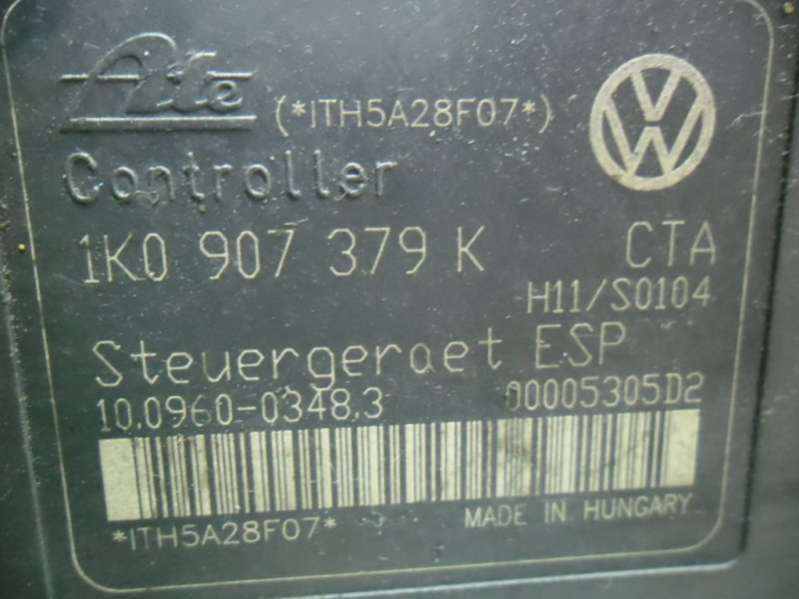 Ate (*ITH5A28F07*)
Controller
1K0 907 379 K CTA
H11/S0104
Steuergeraet ESP
10.0960-0348.3 00005305D2
*ITH5A28F07* MADE IN HUNGARY